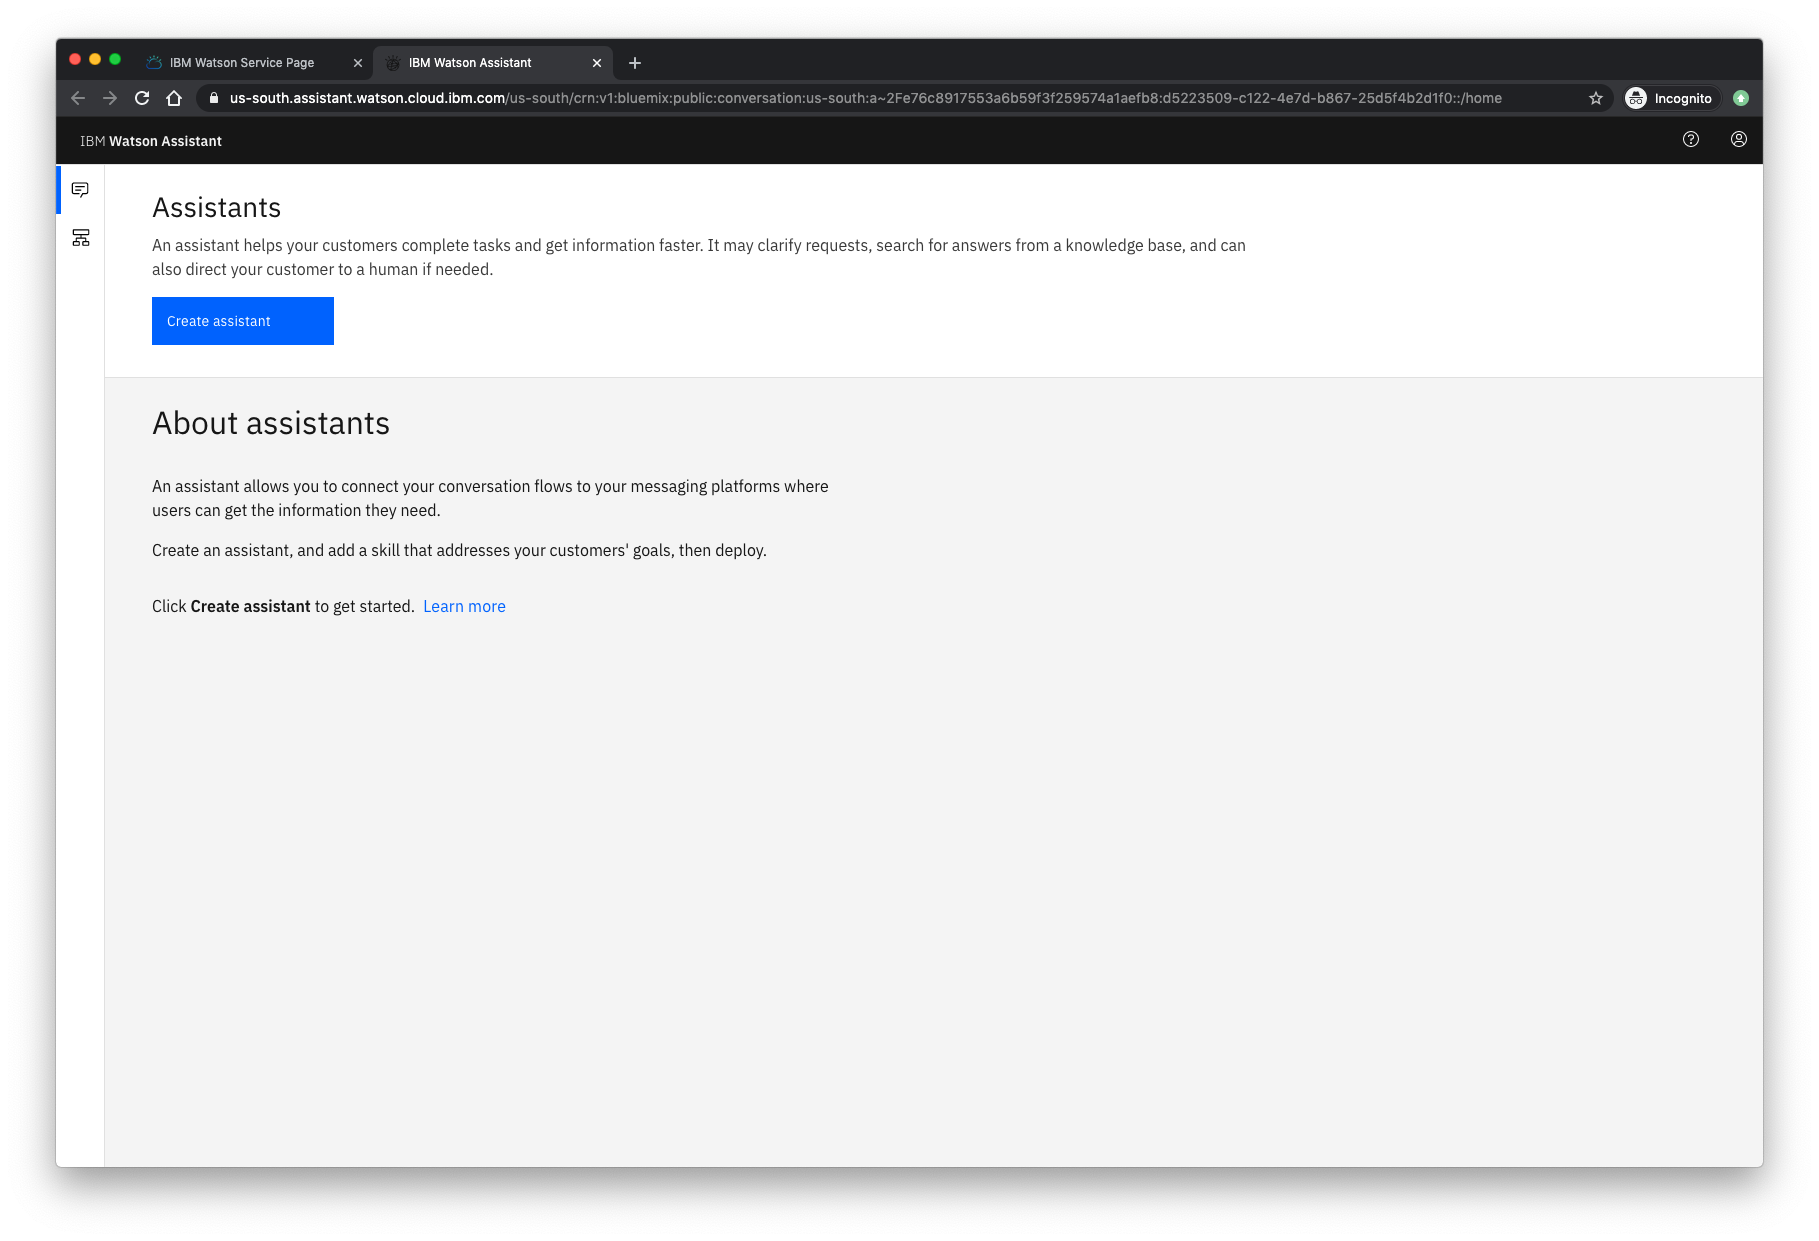 IBM Watson Service Page
IBM Watson Assistant
us-south.assistant.watson.cloud.ibm.com/us-south/crn:v1:bluemix:public:conversation:us-south:a~2Fe76c8917553a6b59f3f259574a1aefb8:d5223509-c122-4e7d-b867-25d5f4b2d1f0::/home
Incognito
IBM Watson Assistant
Assistants
An assistant helps your customers complete tasks and get information faster. It may clarify requests, search for answers from a knowledge base, and can
also direct your customer to a human if needed.
Create assistant
About assistants
An assistant allows you to connect your conversation flows to your messaging platforms where
users can get the information they need.
Create an assistant, and add a skill that addresses your customers' goals, then deploy.
Click Create assistant to get started. Learn more